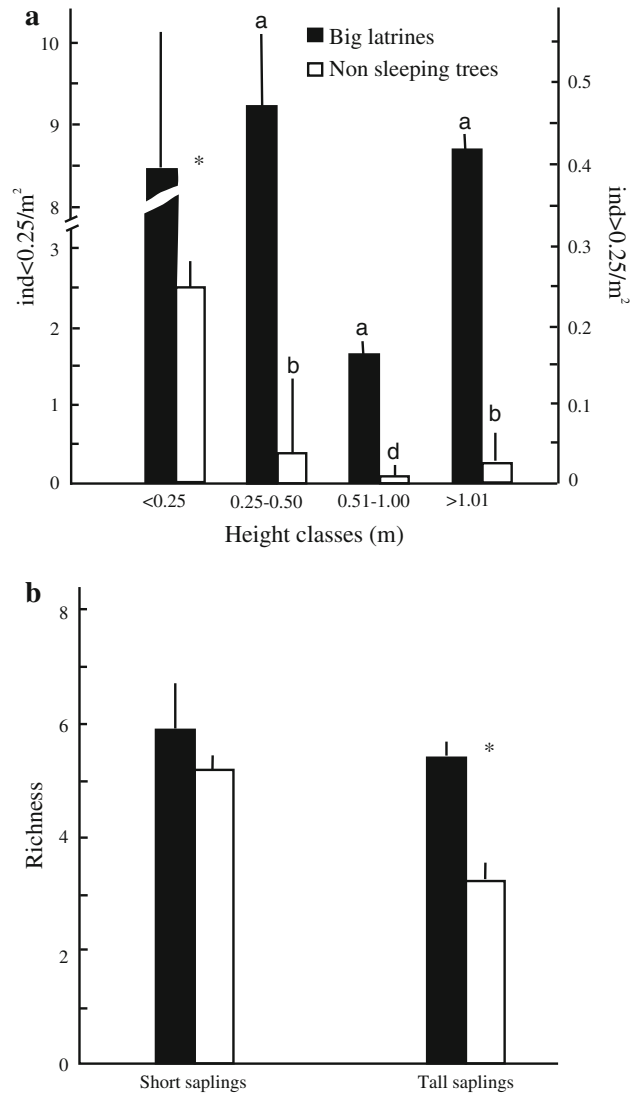 a
Big latrines
Non sleeping trees
ind<0.25/m²
10
9
8
3
2
1
0
ind>0.25/m²
0.5
0.4
0.3
0.2
0.1
0
*
a
b
a
d
a
b
<0.25
0.25-0.50
0.51-1.00
>1.01
Height classes (m)
b
Richness
8
6
4
2
0
*
Short saplings
Tall saplings